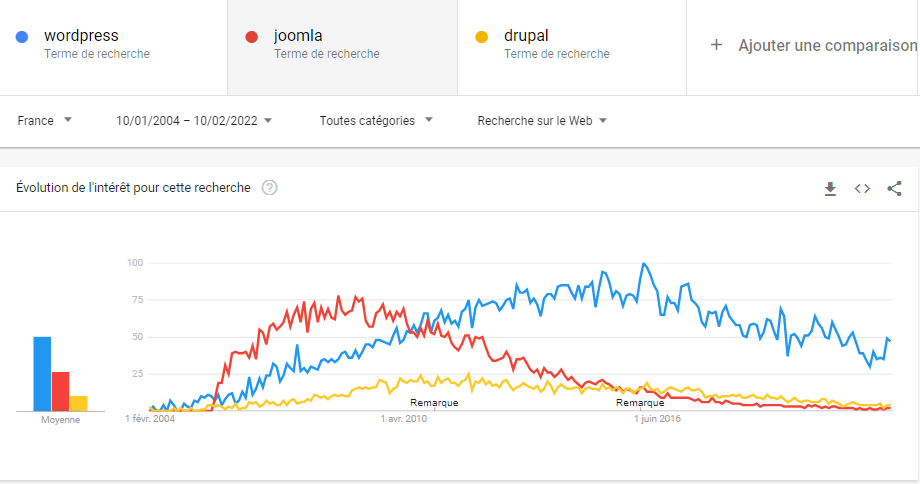 wordpress
Terme de recherche
joomla
Terme de recherche
drupal
Terme de recherche
+ Ajouter une comparaison
France
10/01/2004 – 10/02/2022
Toutes catégories
Recherche sur le Web
Évolution de l'intérêt pour cette recherche ?
100
75
50
25
Remarque
Remarque
Moyenne
1 févr. 2004
1 avr. 2010
1 juin 2016